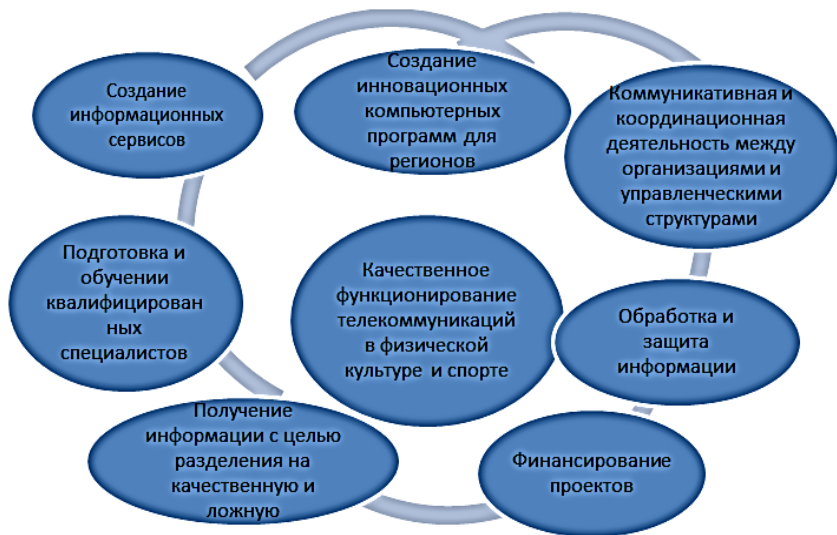 Создание
инновационных
компьютерных
программ для
регионов
Коммуникативная и
координационная
деятельность между
организациями и
управленческими
структурами
Обработка и
защита
информации
Финансирование
проектов
Получение
информации с целью
разделения на
качественную и
ложную
Подготовка и
обучении
квалифицирован
ных
специалистов
Создание
информационных
сервисов
Качественное
функционирование
телекоммуникаций
в физической
культуре и спорте